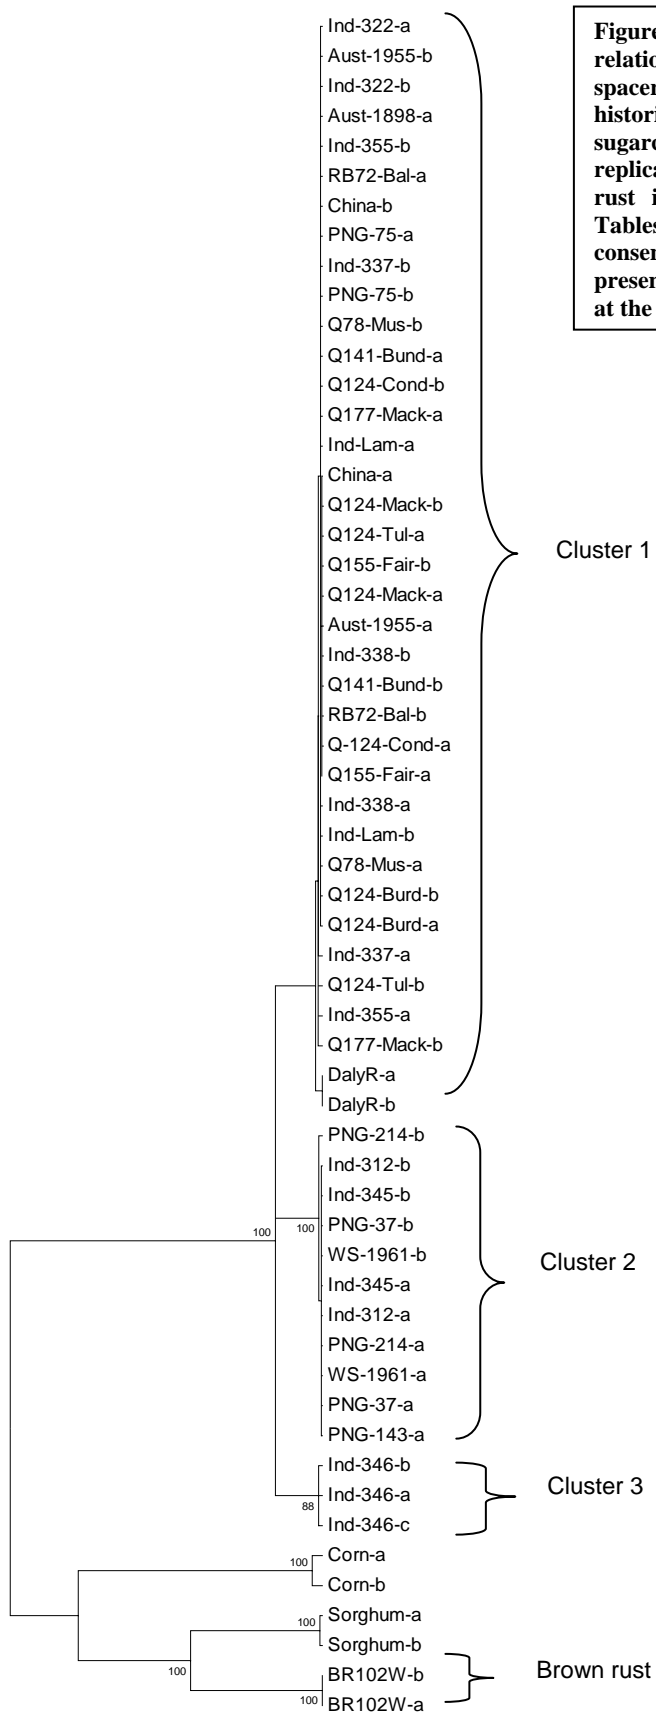 Ind-322-a
Aust-1955-b
Ind-322-b
Aust-1898-a
Ind-355-b
RB72-Bal-a
China-b
PNG-75-a
Ind-337-b
PNG-75-b
Q78-Mus-b
Q141-Bund-a
Q124-Cond-b
Q177-Mack-a
Ind-Lam-a
China-a
Q124-Mack-b
Q124-Tul-a
Q155-Fair-b
Q124-Mack-a
Aust-1955-a
Ind-338-b
Q141-Bund-b
RB72-Bal-b
Q-124-Cond-a
Q155-Fair-a
Ind-338-a
Ind-Lam-b
Q78-Mus-a
Q124-Burd-b
Q124-Burd-a
Ind-337-a
Q124-Tul-b
Ind-355-a
Q177-Mack-b
DalyR-a
DalyR-b
Cluster 1
PNG-214-b
Ind-312-b
Ind-345-b
PNG-37-b
WS-1961-b
Ind-345-a
Ind-312-a
PNG-214-a
WS-1961-a
PNG-37-a
PNG-143-a
Cluster 2
100
100
Ind-346-b
Ind-346-a
Ind-346-c
Cluster 3
88
Corn-a
Corn-b
100
Sorghum-a
Sorghum-b
100
BR102W-b
BR102W-a
Brown rust
100
100
Figure
relatio
spacer
histori
sugarc
replica
rust i
Tables
conser
presen
at the